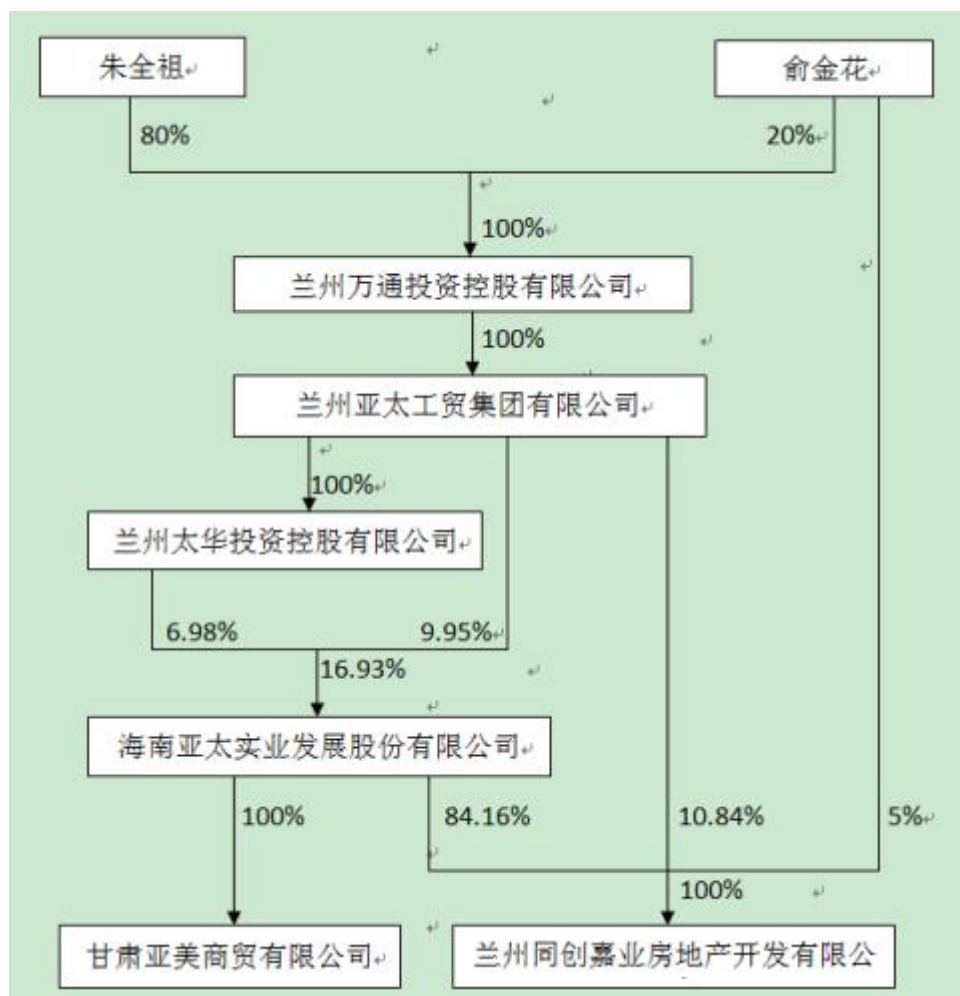 朱全祖
俞金花
80%
20%
100%
兰州万通投资控股有限公司
100%
兰州亚太工贸集团有限公司
100%
兰州太华投资控股有限公司
6.98%
9.95%
16.93%
海南亚太实业发展股份有限公司
100%
84.16%
10.84%
5%
100%
甘肃亚美商贸有限公司
兰州同创嘉业房地产开发有限公